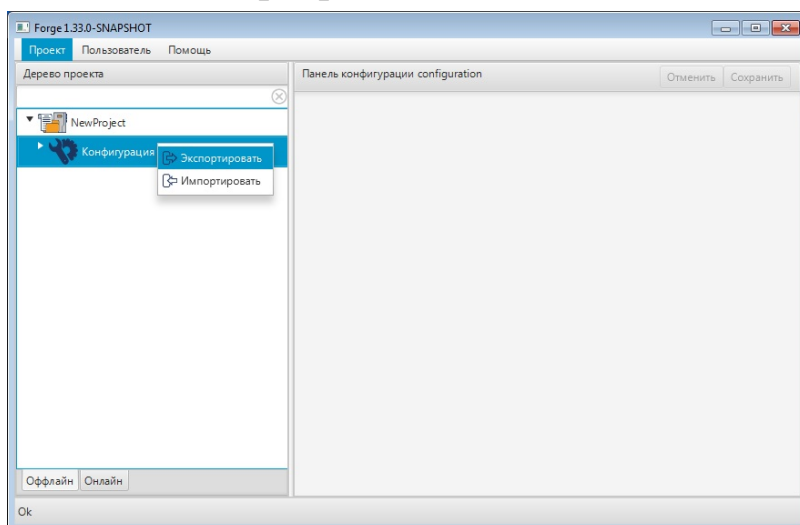 Forge 1.33.0-SNAPSHOT
Проект Пользователь Помощь
Дерево проекта
Панель конфигурации configuration
Отменить Сохранить
NewProject
Конфигурация
Экспортировать
Импортировать
Оффлайн Онлайн
Ok